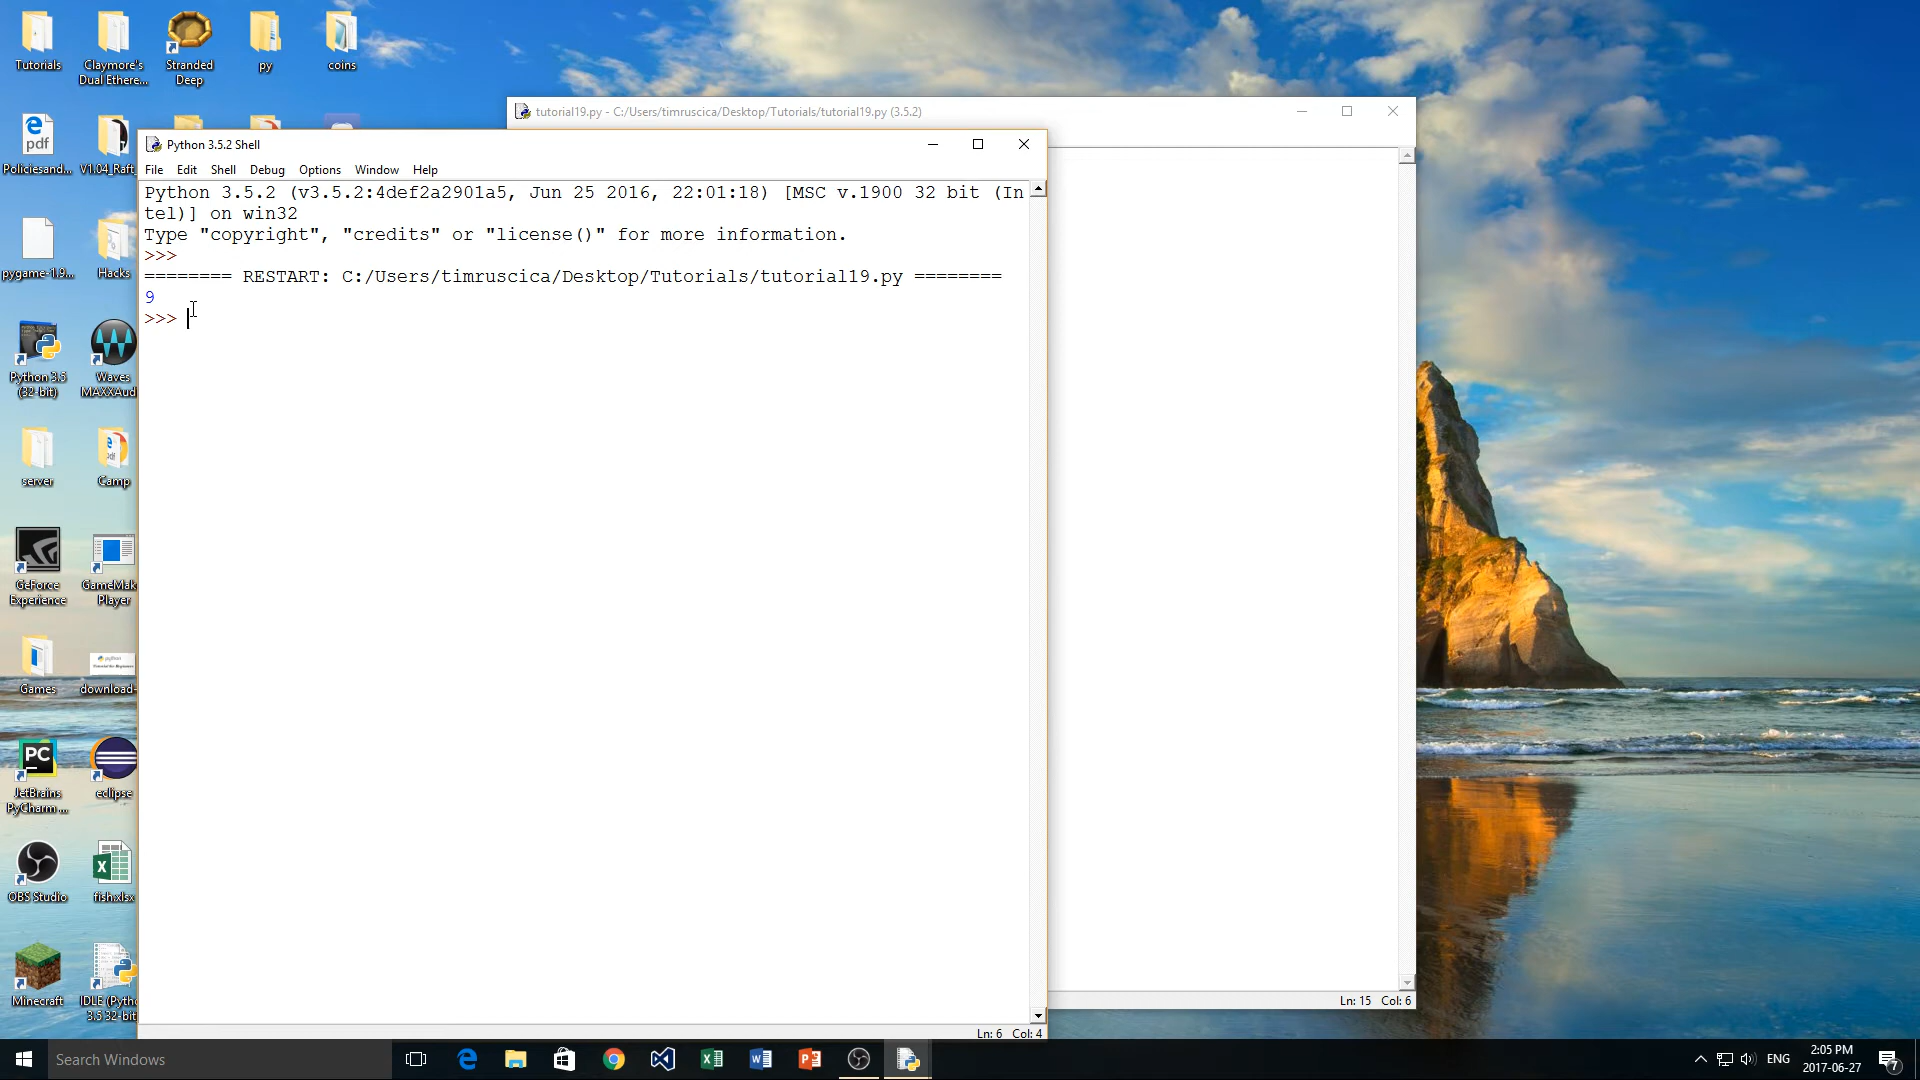 Tutorials
Claymore's
Dual Ethere...
Stranded
Deep
py
coins
Policiesand...
V1.04_Raft
pygame-1.9...
Hacks
Python 3.5
(32-bit)
Waves
MAXXAud
server
Camp
GeForce
Experience
GameMak
Player
Games
download-
JetBrains
PyCharm ...
eclipse
OBS Studio
fish.xlsx
Minecraft
IDLE (Pytho
3.5 32-bit
tutorial19.py - C:/Users/timruscica/Desktop/Tutorials/tutorial19.py (3.5.2)
Ln: 15 Col: 6
Python 3.5.2 Shell
File Edit Shell Debug Options Window Help
Python 3.5.2 (v3.5.2:4def2a2901a5, Jun 25 2016, 22:01:18) [MSC v.1900 32 bit (In
tel)] on win32
Type "copyright", "credits" or "license()" for more information.
>>>
======== RESTART: C:/Users/timruscica/Desktop/Tutorials/tutorial19.py ========
9
>>>
Ln: 6 Col: 4
Search Windows
ENG
2:05 PM
2017-06-27
7